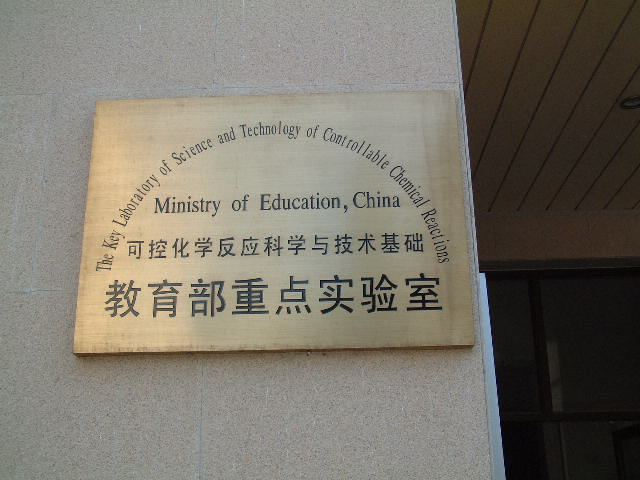 The Key Laboratory of Science and Technology of Controllable Chemical Reactions
Ministry of Education, China
可控化学反应科学与技术基础
教育部重点实验室